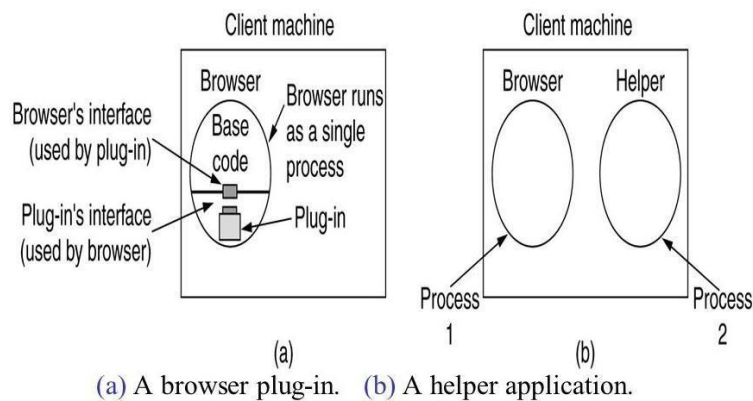 Client machine
Browser
Browser runs
as a single
process
Base
code
Browser's interface
(used by plug-in)
Plug-in's interface
(used by browser)
Plug-in
(a)
Client machine
Browser
Helper
Process
1
Process
2
(b)
(a) A browser plug-in. (b) A helper application.